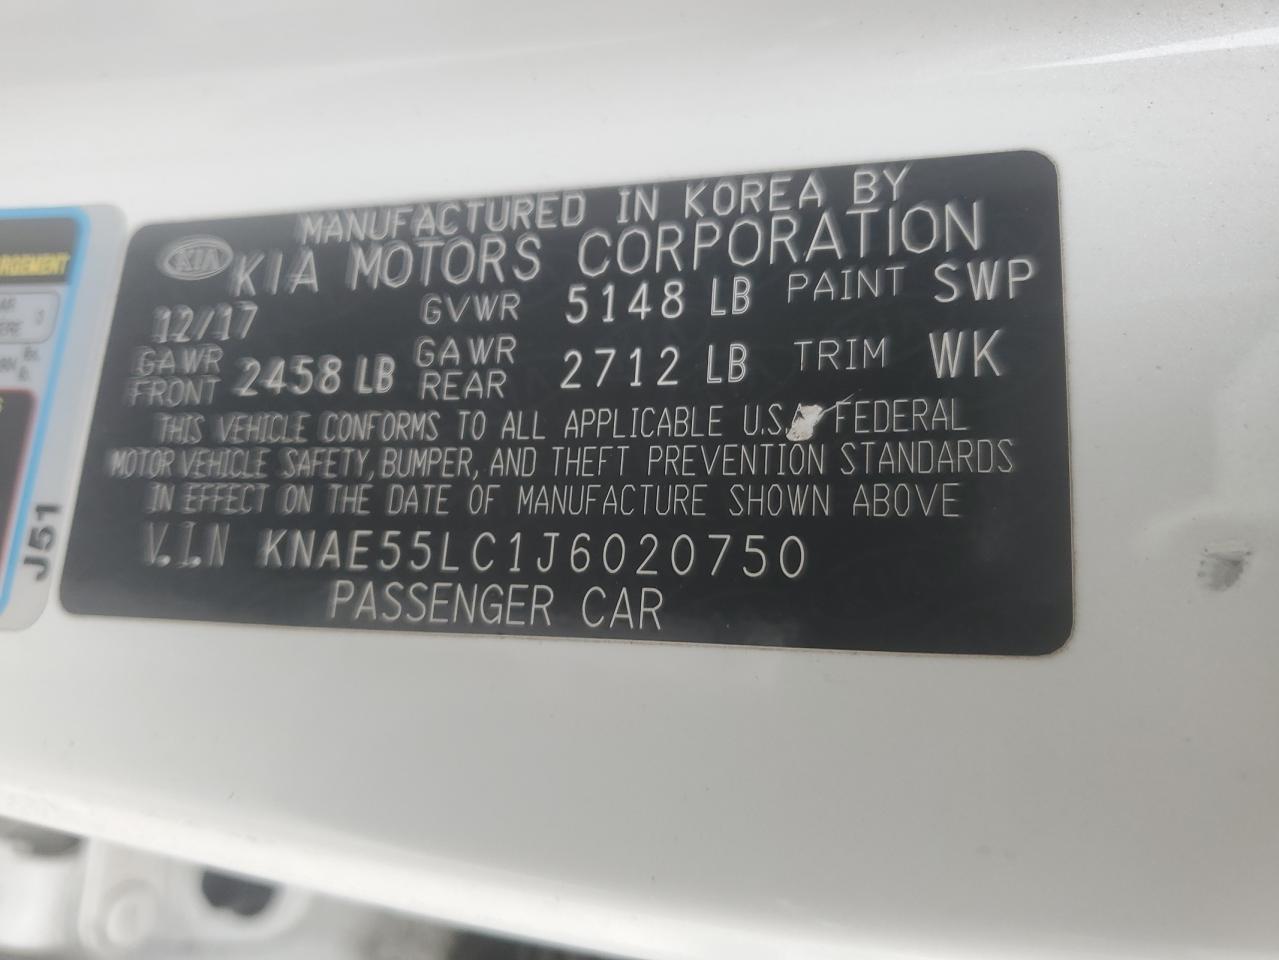 MANUFACTURED IN KOREA BY
KIA KIA MOTORS CORPORATION
12/17 GVWR 5148 LB PAINT SWP
GAWR FRONT 2458 LB GAWR REAR 2712 LB TRIM WK
THIS VEHICLE CONFORMS TO ALL APPLICABLE U.S. FEDERAL
MOTOR VEHICLE SAFETY, BUMPER, AND THEFT PREVENTION STANDARDS
IN EFFECT ON THE DATE OF MANUFACTURE SHOWN ABOVE
V.I.N KNAE55LC1J6020750
PASSENGER CAR
J51